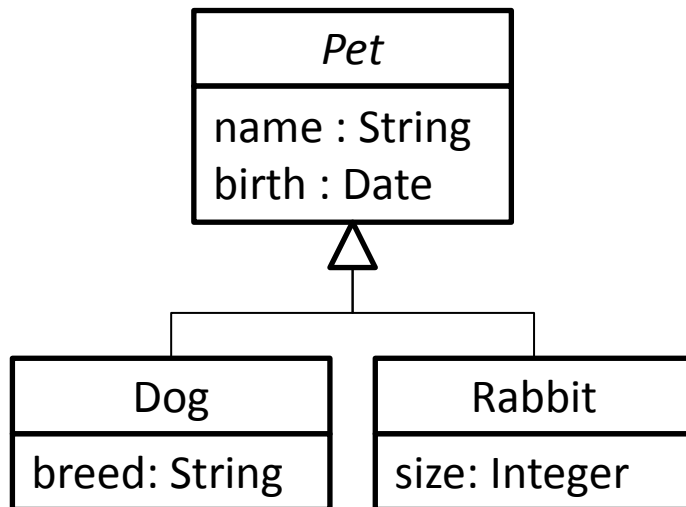 Pet
name : String
birth : Date
Dog
breed: String
Rabbit
size: Integer